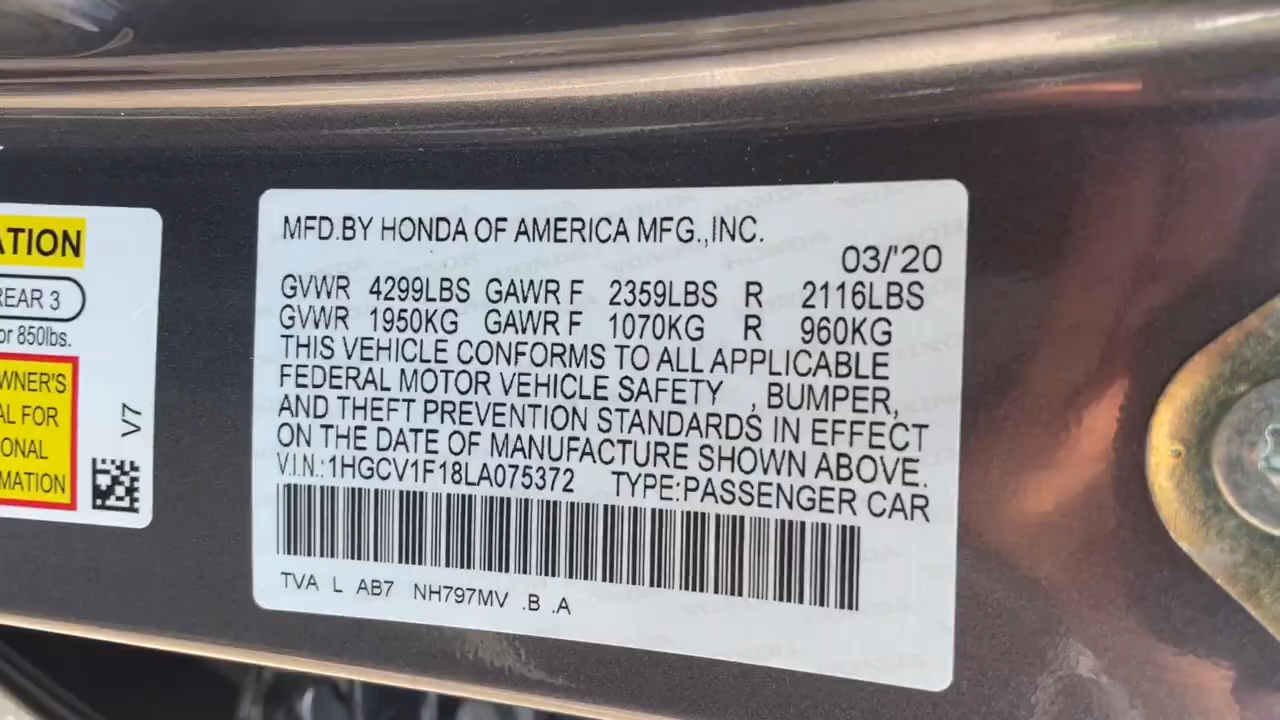 ATION
REAR 3
or 850lbs.
WNER'S
AL FOR
ONAL
MATION
V7
MFD.BY HONDA OF AMERICA MFG.,INC.
03/'20
GVWR 4299LBS GAWR F 2359LBS R 2116LBS
GVWR 1950KG GAWR F 1070KG R 960KG
THIS VEHICLE CONFORMS TO ALL APPLICABLE
FEDERAL MOTOR VEHICLE SAFETY , BUMPER,
AND THEFT PREVENTION STANDARDS IN EFFECT
ON THE DATE OF MANUFACTURE SHOWN ABOVE.
V.I.N.:1HGCV1F18LA075372 TYPE:PASSENGER CAR
TVA L AB7 NH797MV .B .A